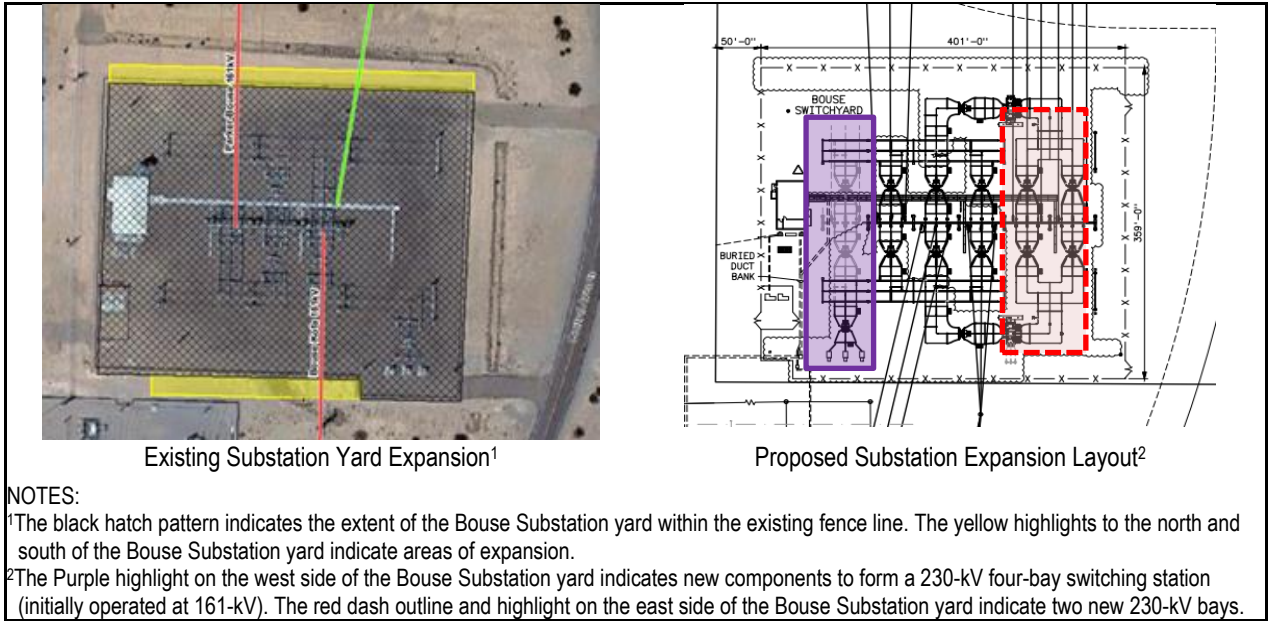 50'-0"
401'-0"
BOUSE
SWITCHYARD
359'-0"
BURIED
DUCT
BANK
Existing Substation Yard Expansion1
Proposed Substation Expansion Layout2
NOTES:
1The black hatch pattern indicates the extent of the Bouse Substation yard within the existing fence line. The yellow highlights to the north and
south of the Bouse Substation yard indicate areas of expansion.
2The Purple highlight on the west side of the Bouse Substation yard indicates new components to form a 230-kV four-bay switching station
(initially operated at 161-kV). The red dash outline and highlight on the east side of the Bouse Substation yard indicate two new 230-kV bays.